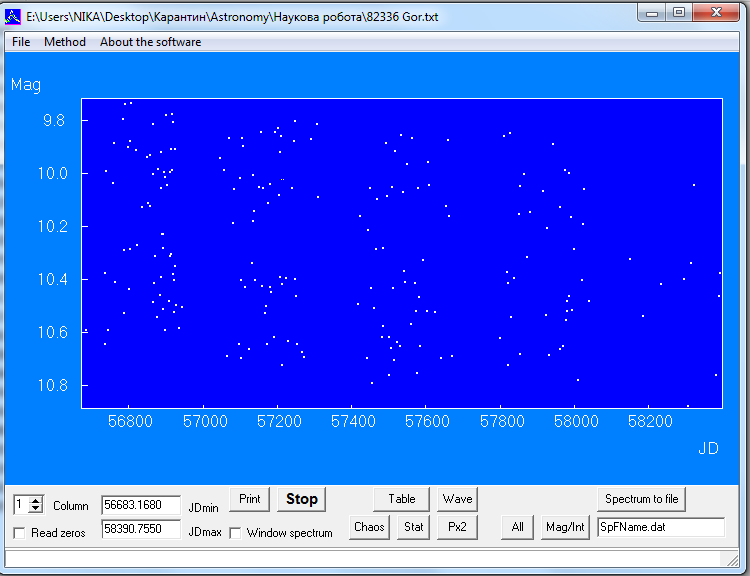 E:\Users\NIKA\Desktop\Карантин\Astronomy\Наукова робота\82336 Gor.txt
File Method About the software
Mag
9.8
10.0
10.2
10.4
10.6
10.8
56800 57000 57200 57400 57600 57800 58000 58200
JD
1 Column 56683.1680 JDmin Print Stop Table Wave Spectrum to file
Read zeros 58390.7550 JDmax Window spectrum Chaos Stat Px2 All Mag/Int SpFName.dat